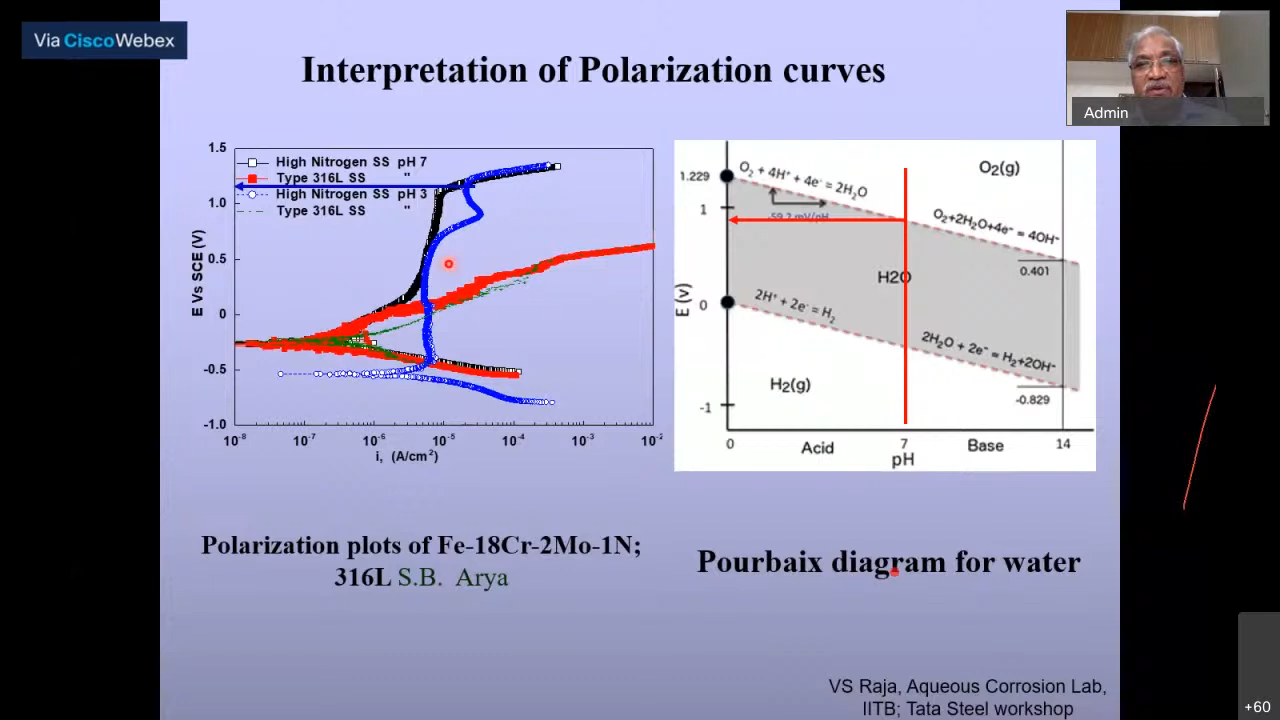 Via CiscoWebex
Interpretation of Polarization curves
Admin
1.5
1.0
0.5
0
-0.5
-1.0
E Vs SCE (V)
High Nitrogen SS pH 7
Type 316L SS "
High Nitrogen SS pH 3
Type 316L SS "
10-8 10-7 10-6 10-5 10-4 10-3 10-2
i, (A/cm2)
Polarization plots of Fe-18Cr-2Mo-1N;
316L S.B. Arya
1.229
1
0
-1
E (v)
O2 + 4H+ + 4e- = 2H2O
-59.2 mV/pH
O2(g)
O2+2H2O+4e- = 4OH-
0.401
H2O
2H+ + 2e- = H2
2H2O + 2e- = H2+2OH-
H2(g)
-0.829
0 7 14
Acid Base
pH
Pourbaix diagram for water
VS Raja, Aqueous Corrosion Lab,
IITB; Tata Steel workshop
+60